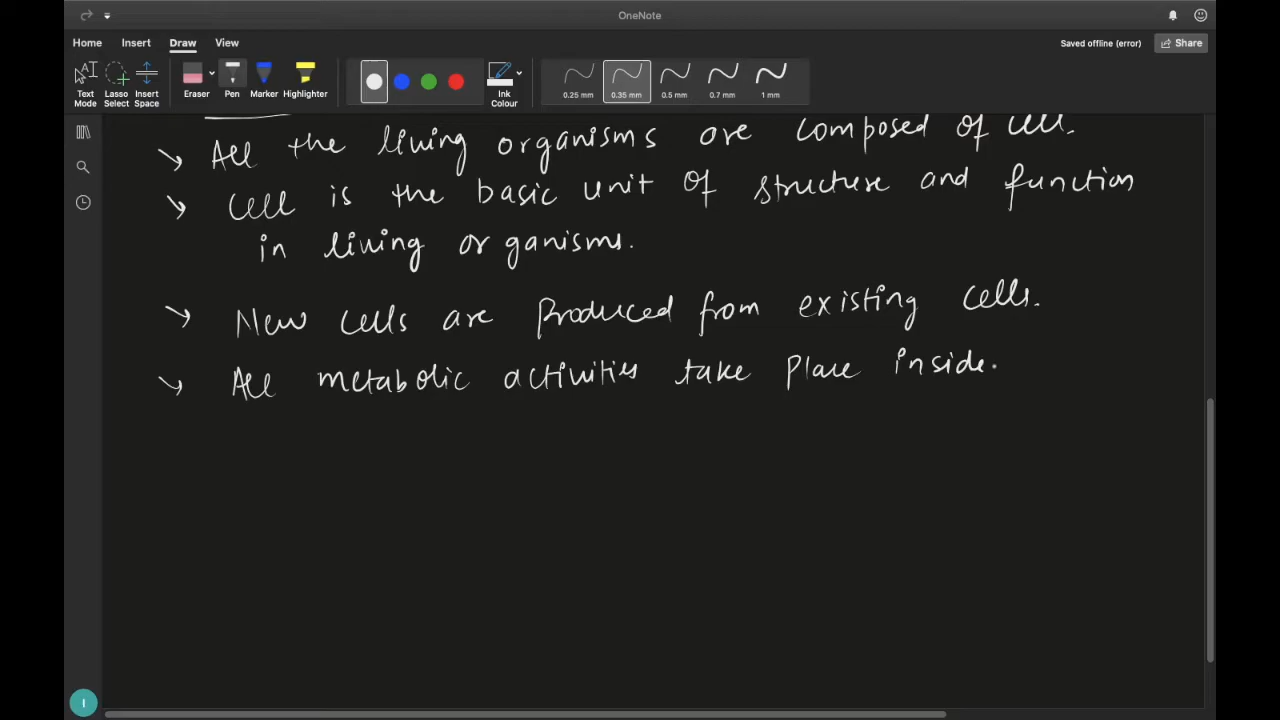 OneNote
Home Insert Draw View
Saved offline (error) Share
Text Mode Lasso Select Insert Space Eraser Pen Marker Highlighter Ink Colour 0.25 mm 0.35 mm 0.5 mm 0.7 mm 1 mm
→ All the living organisms are composed of cell.
→ Cell is the basic unit of structure and function
in living organisms.
→ New cells are produced from existing cells.
→ All metabolic activities take place inside.
I